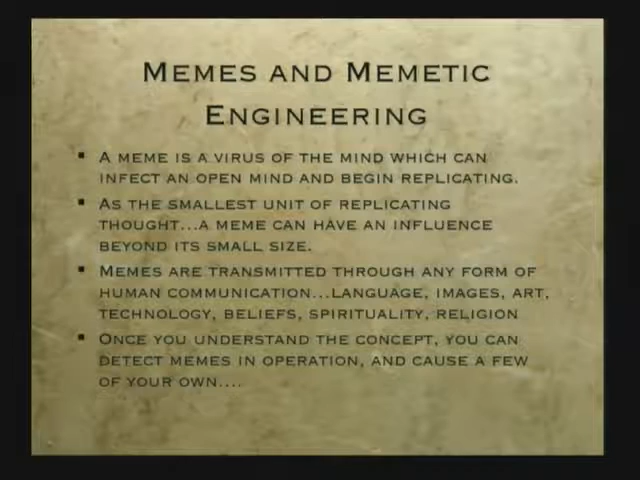 MEMES AND MEMETIC
ENGINEERING
▪ A MEME IS A VIRUS OF THE MIND WHICH CAN
INFECT AN OPEN MIND AND BEGIN REPLICATING.
▪ AS THE SMALLEST UNIT OF REPLICATING
THOUGHT...A MEME CAN HAVE AN INFLUENCE
BEYOND ITS SMALL SIZE.
▪ MEMES ARE TRANSMITTED THROUGH ANY FORM OF
HUMAN COMMUNICATION...LANGUAGE, IMAGES, ART,
TECHNOLOGY, BELIEFS, SPIRITUALITY, RELIGION
▪ ONCE YOU UNDERSTAND THE CONCEPT, YOU CAN
DETECT MEMES IN OPERATION, AND CAUSE A FEW
OF YOUR OWN....